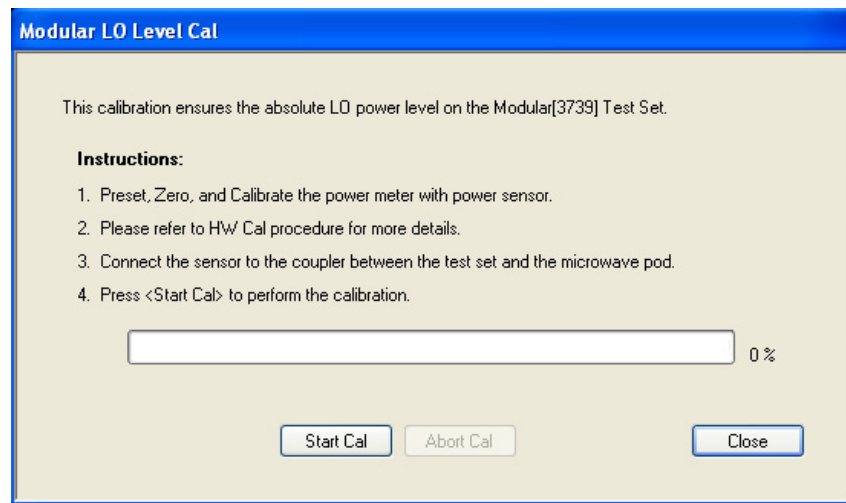 Modular LO Level Cal
This calibration ensures the absolute LO power level on the Modular[3739] Test Set.
Instructions:
1. Preset, Zero, and Calibrate the power meter with power sensor.
2. Please refer to HW Cal procedure for more details.
3. Connect the sensor to the coupler between the test set and the microwave pod.
4. Press <Start Cal> to perform the calibration.
0 %
Start Cal Abort Cal Close